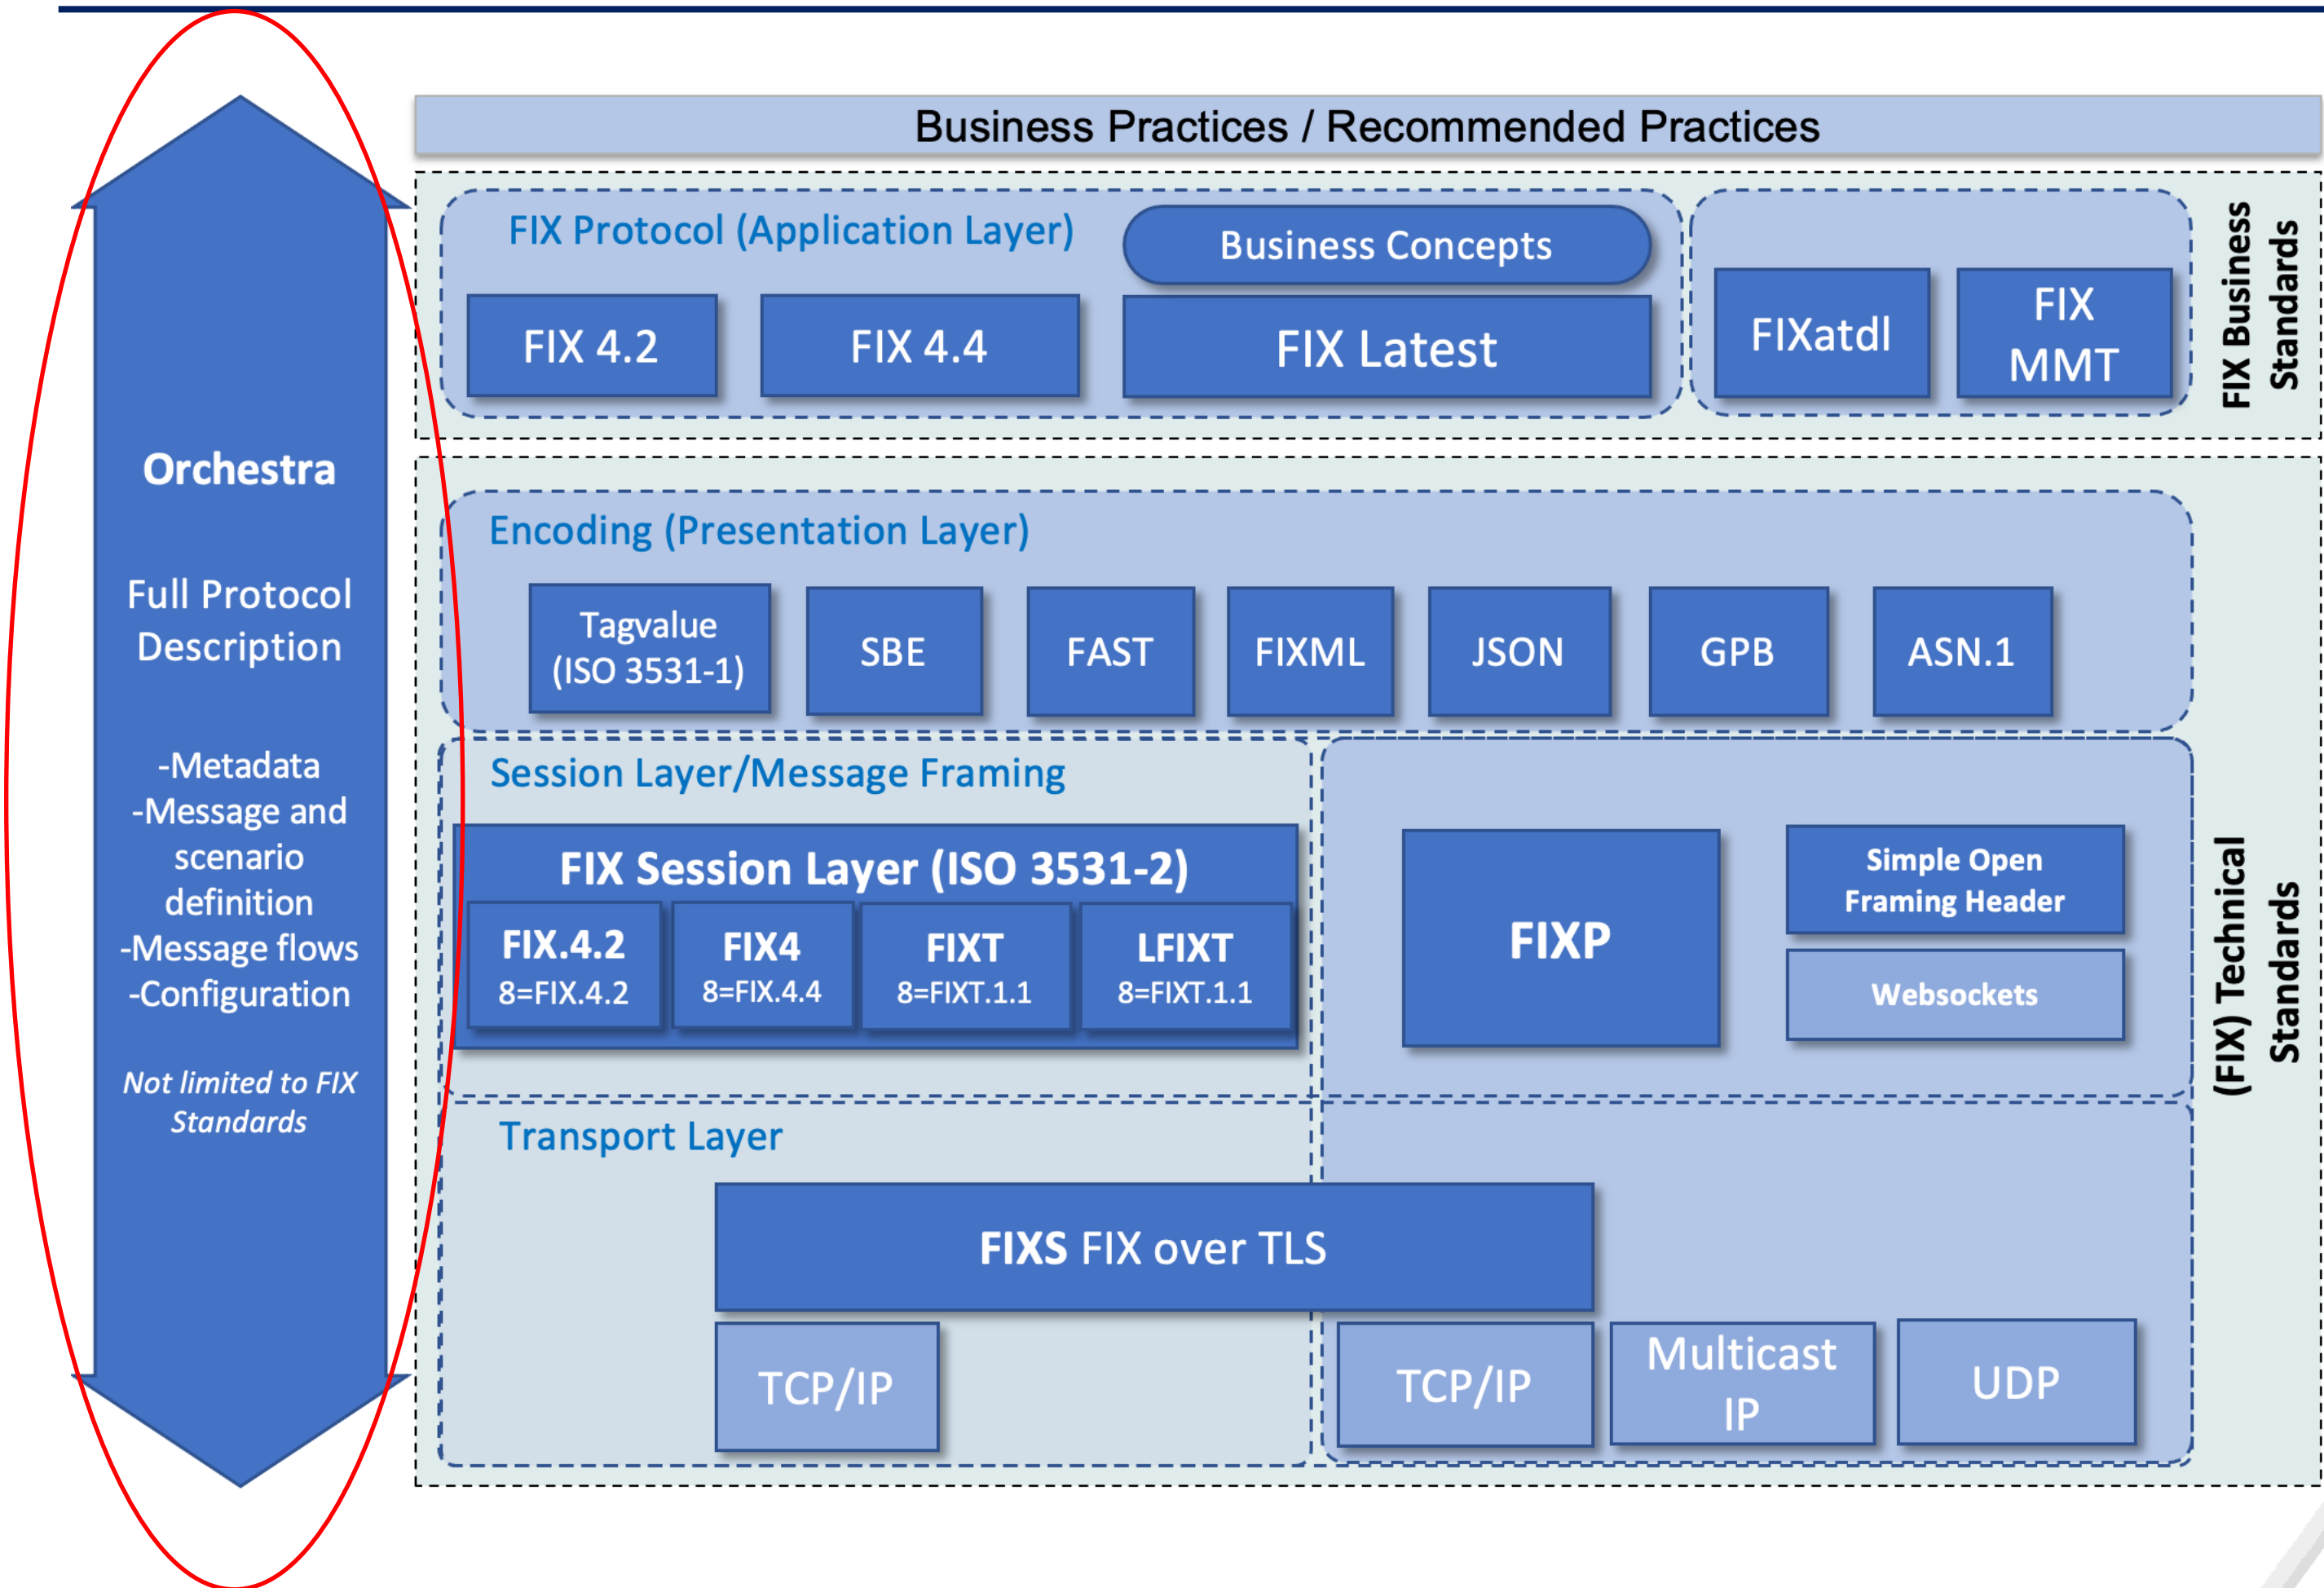 Business Practices / Recommended Practices
Orchestra
Full Protocol
Description
-Metadata
-Message and
scenario
definition
-Message flows
-Configuration
Not limited to FIX
Standards
FIX Protocol (Application Layer)
Business Concepts
FIX 4.2
FIX 4.4
FIX Latest
FIXatdl
FIX
MMT
FIX Business
Standards
Encoding (Presentation Layer)
Tagvalue
(ISO 3531-1)
SBE
FAST
FIXML
JSON
GPB
ASN.1
Session Layer/Message Framing
FIX Session Layer (ISO 3531-2)
FIX.4.2
8=FIX.4.2
FIX4
8=FIX.4.4
FIXT
8=FIXT.1.1
LFIXT
8=FIXT.1.1
FIXP
Simple Open
Framing Header
Websockets
(FIX) Technical
Standards
Transport Layer
FIXS FIX over TLS
TCP/IP
TCP/IP
Multicast
IP
UDP